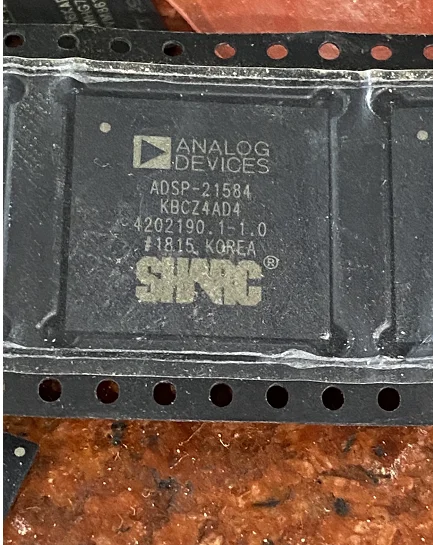 ANALOG
DEVICES
ADSP-21584
KBCZ4AD4
4202190.1-1.0
#1815 KOREA
SHARC®